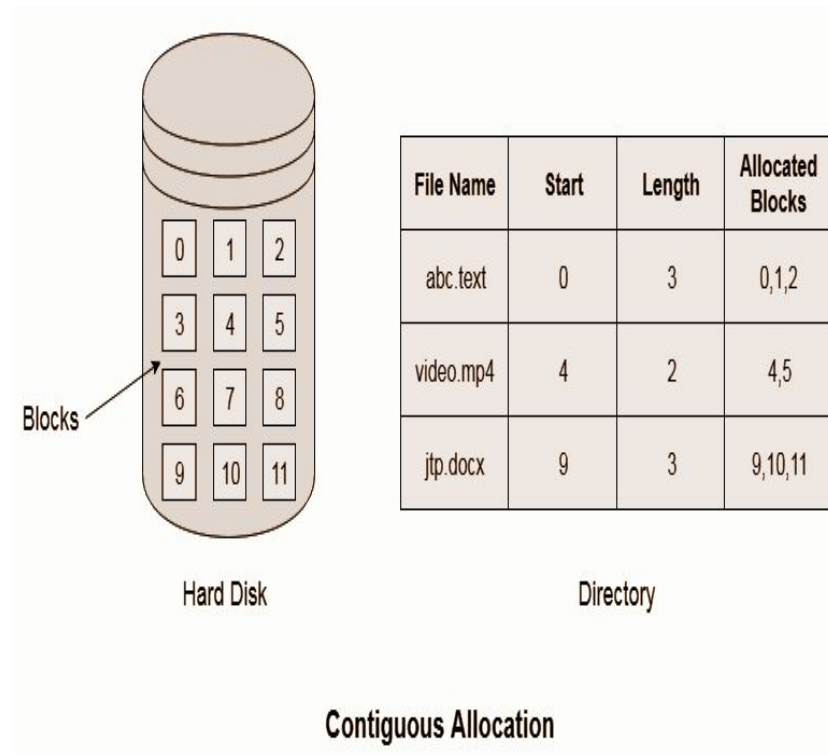 0 1 2
3 4 5
6 7 8
9 10 11
Blocks
Hard Disk
File Name Start Length Allocated
Blocks
abc.text 0 3 0,1,2
video.mp4 4 2 4,5
jtp.docx 9 3 9,10,11
Directory
Contiguous Allocation